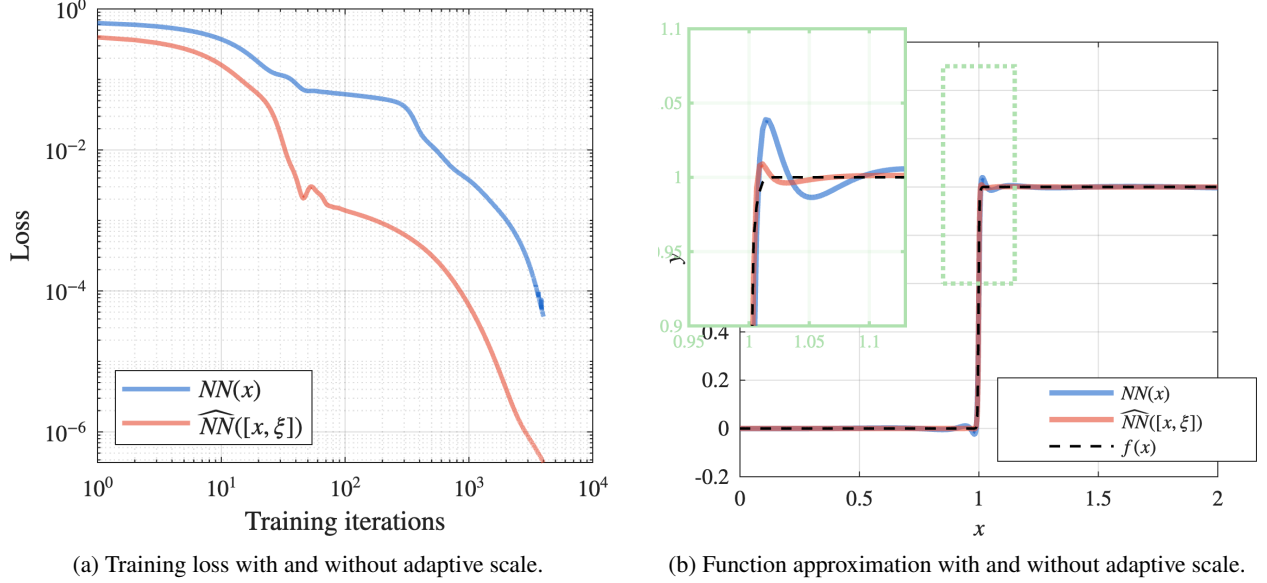 10^0
10^-2
10^-4
10^-6
Loss
10^0
10^1
10^2
10^3
10^4
Training iterations
NN(x)
\widehat{NN}([x, ξ])
(a) Training loss with and without adaptive scale.
1.1
.05
1
.95
0.9
0.95
1
1.05
1.1
y
0.4
0.2
0
-0.2
0
0.5
1
1.5
2
x
NN(x)
\widehat{NN}([x, ξ])
f(x)
(b) Function approximation with and without adaptive scale.